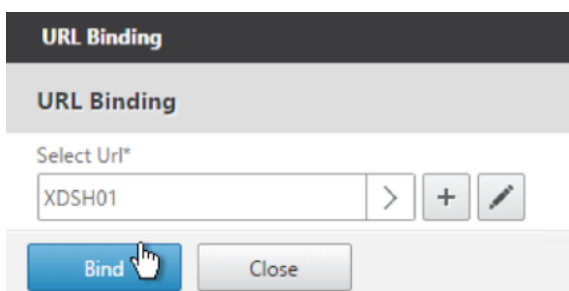 URL Binding
URL Binding
Select Url*
XDSH01
Bind Close